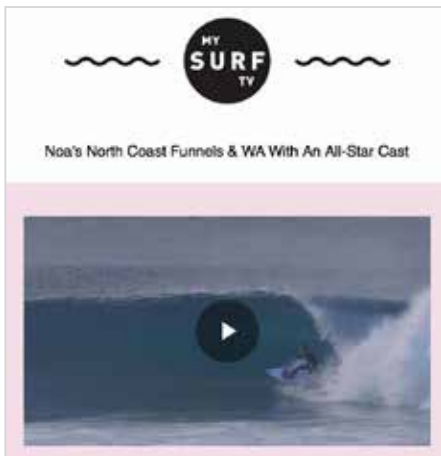 MY
SURF
TV
Noa's North Coast Funnels & WA With An All-Star Cast